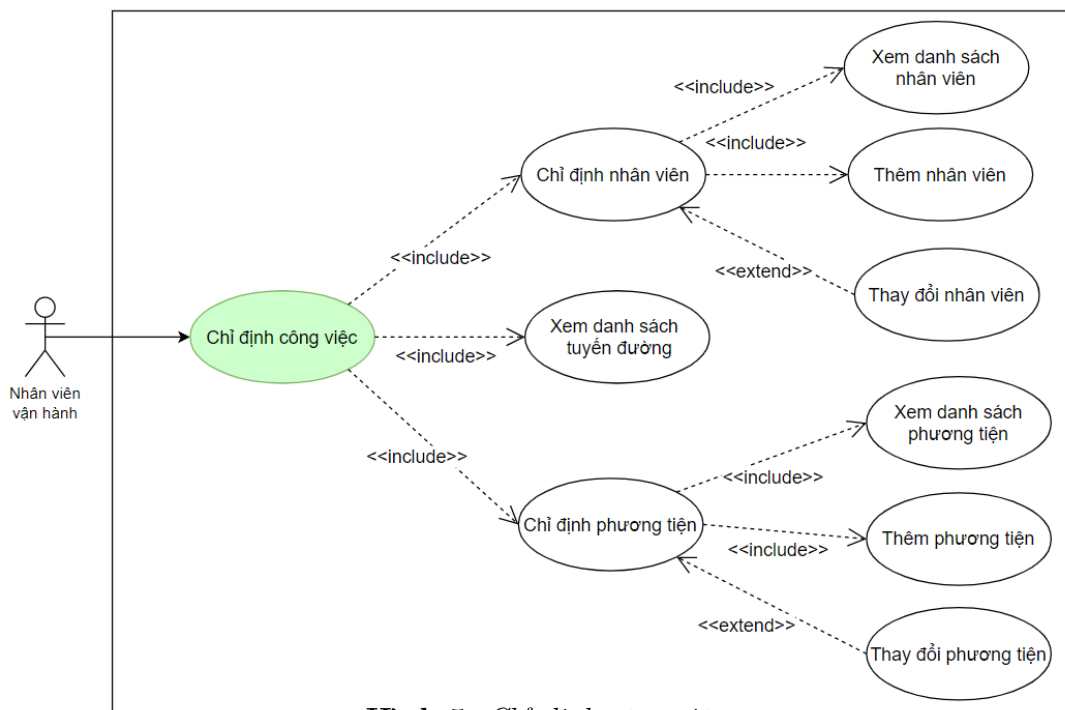 Xem danh sách
nhân viên
<<include>>
<<include>>
Chỉ định nhân viên
Thêm nhân viên
<<include>>
<<extend>>
Thay đổi nhân viên
Chỉ định công việc
Xem danh sách
tuyến đường
<<include>>
Nhân viên
vận hành
Xem danh sách
phương tiện
<<include>>
<<include>>
Chỉ định phương tiện
Thêm phương tiện
<<include>>
<<extend>>
Thay đổi phương tiện